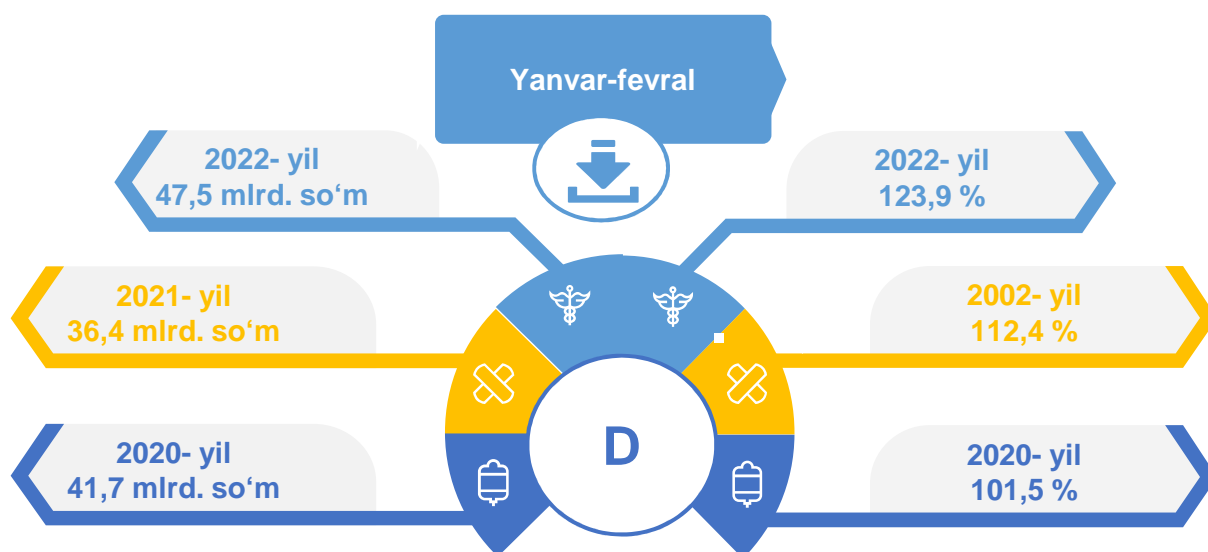 Yanvar-fevral
2022- yil
47,5 mlrd. so‘m
2022- yil
123,9 %
2021- yil
36,4 mlrd. so‘m
2002- yil
112,4 %
2020- yil
41,7 mlrd. so‘m
2020- yil
101,5 %
D